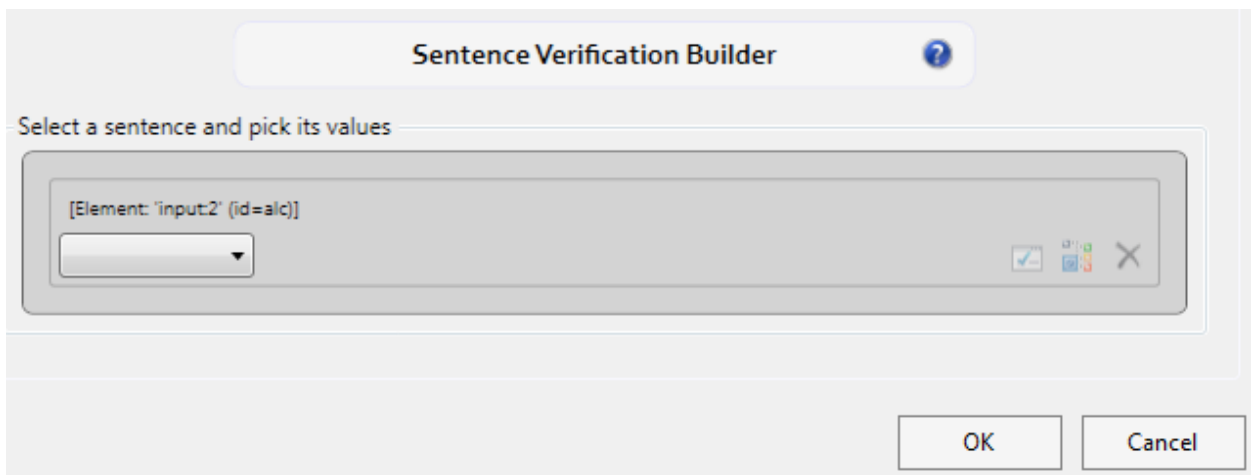 Sentence Verification Builder
Select a sentence and pick its values
[Element: 'input:2' (id=alc)]
OK Cancel